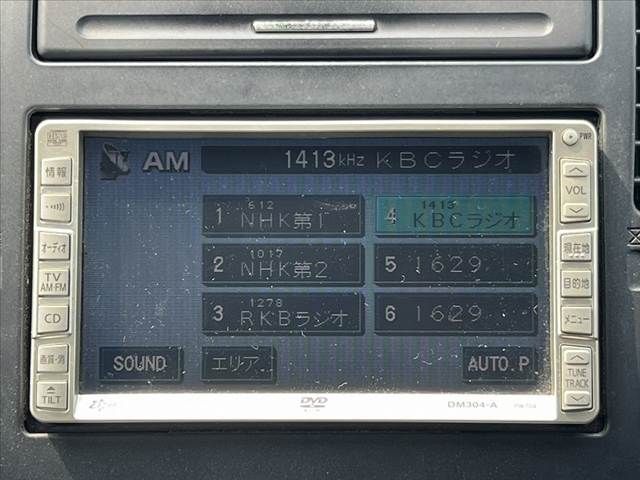 PWR
情報
オーディオ
TV
AM・FM
CD
画質・消
TILT
AM
1413kHz KBCラジオ
612
1 NHK第1
1413
4 KBCラジオ
1017
2 NHK第2
5 1629
1278
3 RKBラジオ
6 1629
SOUND
エリア
AUTO.P
VOL
現在地
目的地
メニュー
TUNE
TRACK
DVD
DM304-A